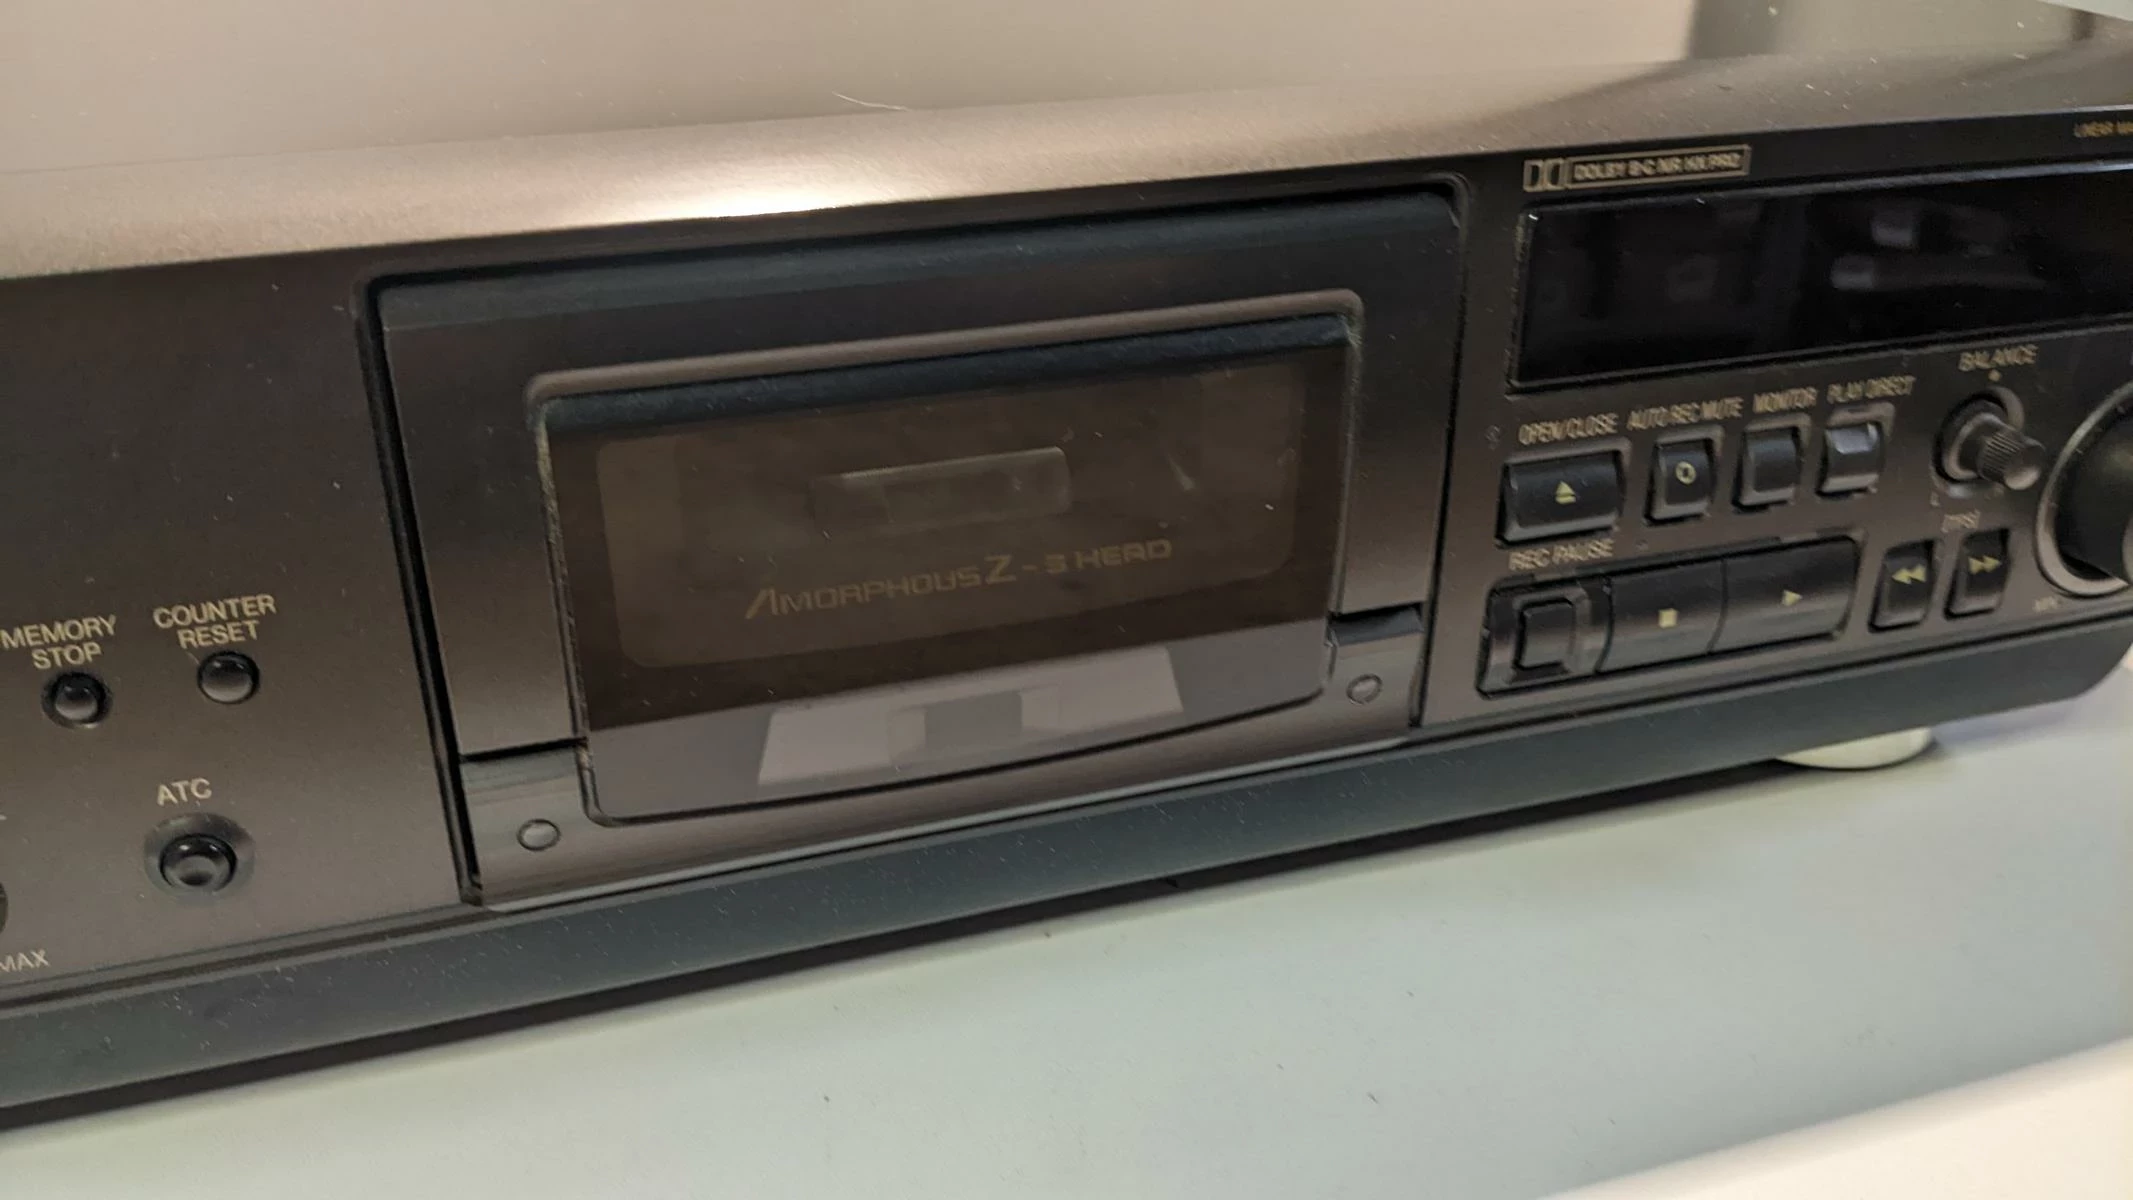 DOLBY B-C NR HX PRO
LINEAR
BALANCE
OPEN/CLOSE
AUTO REC MUTE
MONITOR
PLAY DIRECT
AMORPHOUS Z - 3 HEAD
REC PAUSE
MEMORY
STOP
COUNTER
RESET
ATC
MAX